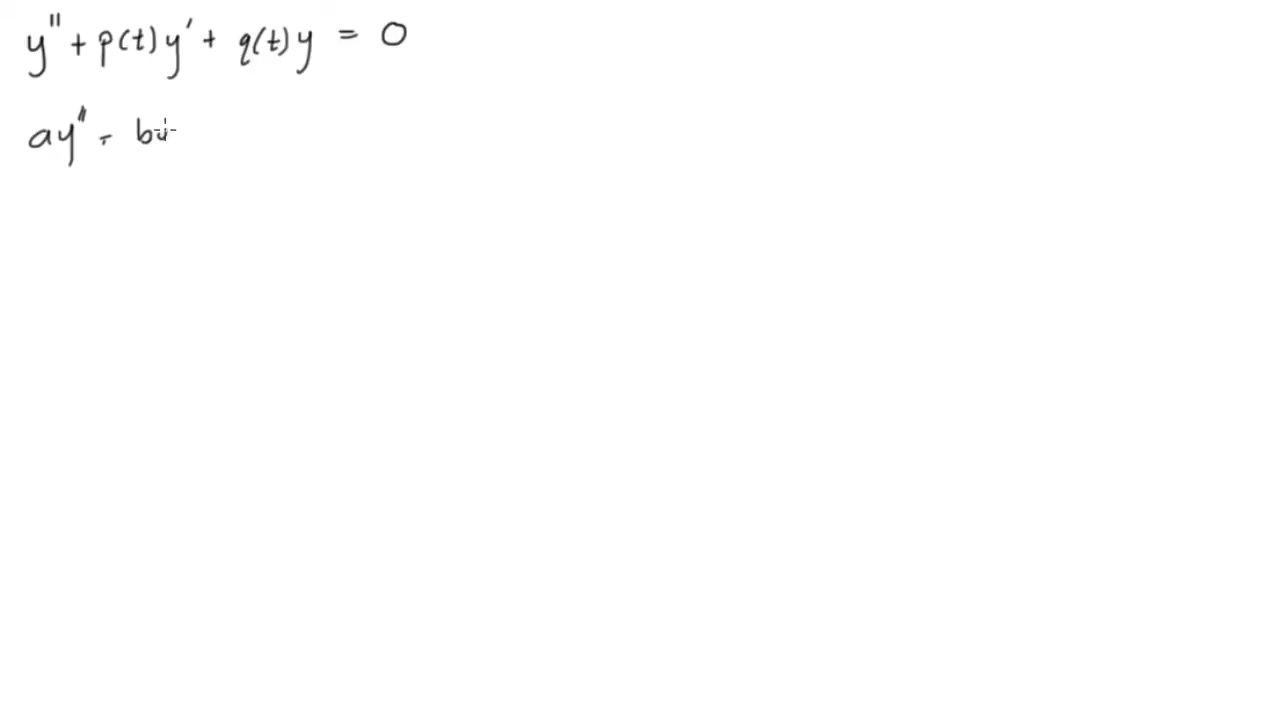 y'' + p(t)y' + q(t)y = 0
ay'' - b